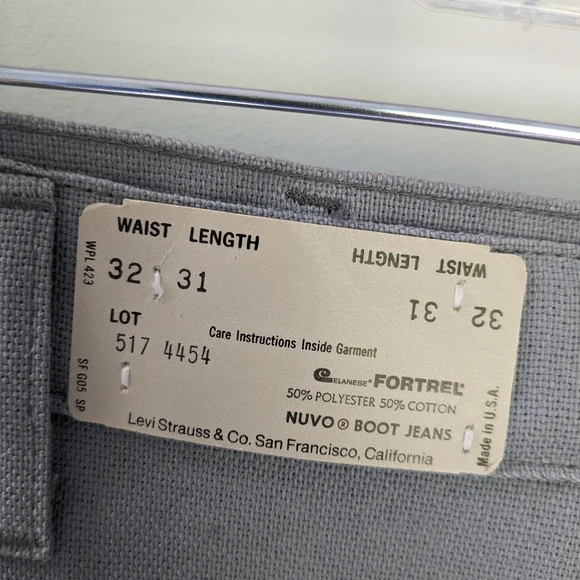 WAIST LENGTH
32 31
WAIST LENGTH
32 31
WPL 423
LOT
517 4454
Care Instructions Inside Garment
CELANESE® FORTREL®
50% POLYESTER 50% COTTON
NUVO® BOOT JEANS
Levi Strauss & Co. San Francisco, California
SF G05 SP
Made in U.S.A.